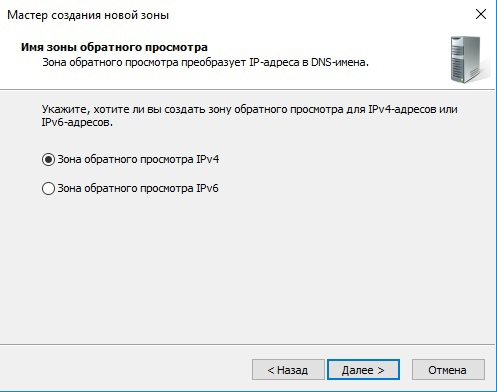 Мастер создания новой зоны
Имя зоны обратного просмотра
Зона обратного просмотра преобразует IP-адреса в DNS-имена.
Укажите, хотите ли вы создать зону обратного просмотра для IPv4-адресов или
IPv6-адресов.
Зона обратного просмотра IPv4
Зона обратного просмотра IPv6
< Назад
Далее >
Отмена